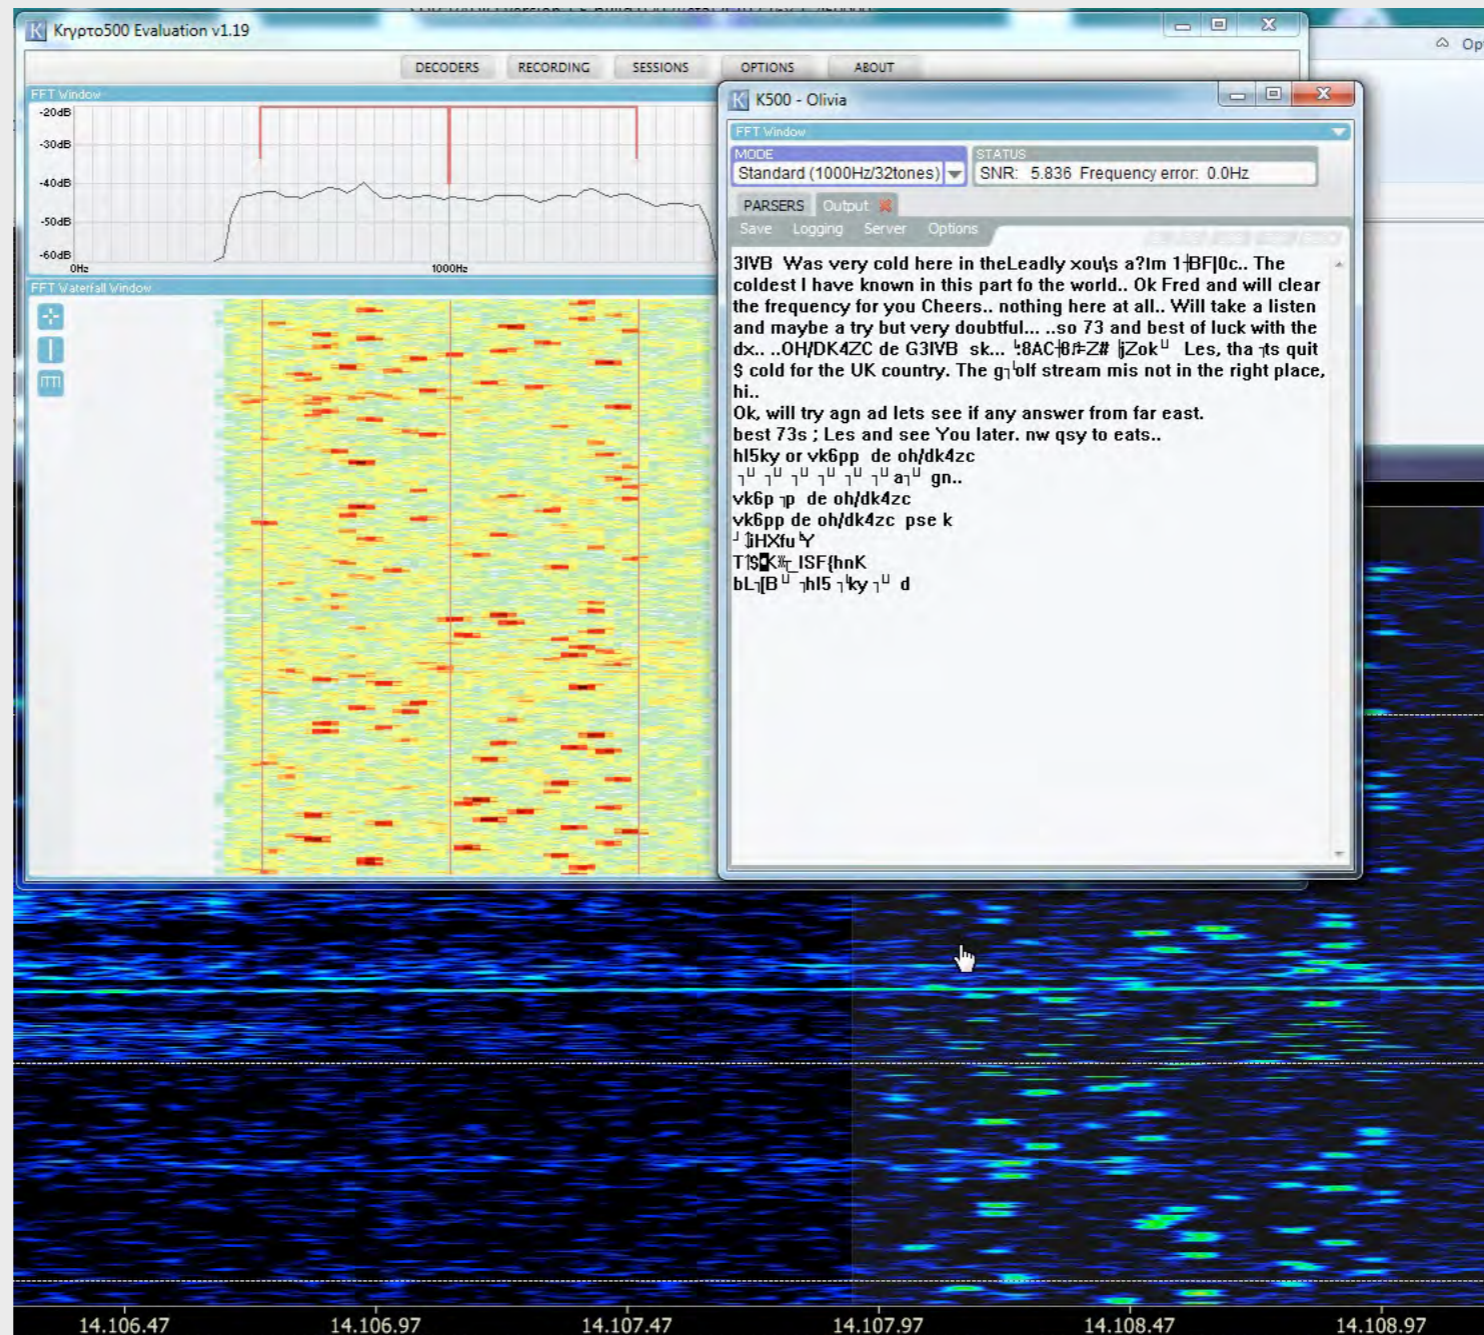 Krypto500 Evaluation v1.19
Opt
DECODERS RECORDING SESSIONS OPTIONS ABOUT
FFT Window
-20dB
-30dB
-40dB
-50dB
-60dB
0Hz 1000Hz
FFT Waterfall Window
K500 - Olivia
FFT Window
MODE STATUS
Standard (1000Hz/32tones) SNR: 5.836 Frequency error: 0.0Hz
PARSERS Output
Save Logging Server Options
3IVB Was very cold here in theLeadly The
coldest I have known in this part fo the world.. Ok Fred and will clear
the frequency for you Cheers.. nothing here at all.. Will take a listen
and maybe a try but very doubtful... ..so 73 and best of luck with the
dx.. ..OH/DK4ZC de G3IVB sk... Les, tha quit
$ cold for the UK country. The stream mis not in the right place,
hi..
Ok, will try agn ad lets see if any answer from far east.
best 73s ; Les and see You later. nw qsy to eats..
hl5ky or vk6pp de oh/dk4zc
gn..
vk6p de oh/dk4zc
vk6pp de oh/dk4zc pse k
d
14.106.47 14.106.97 14.107.47 14.107.97 14.108.47 14.108.97